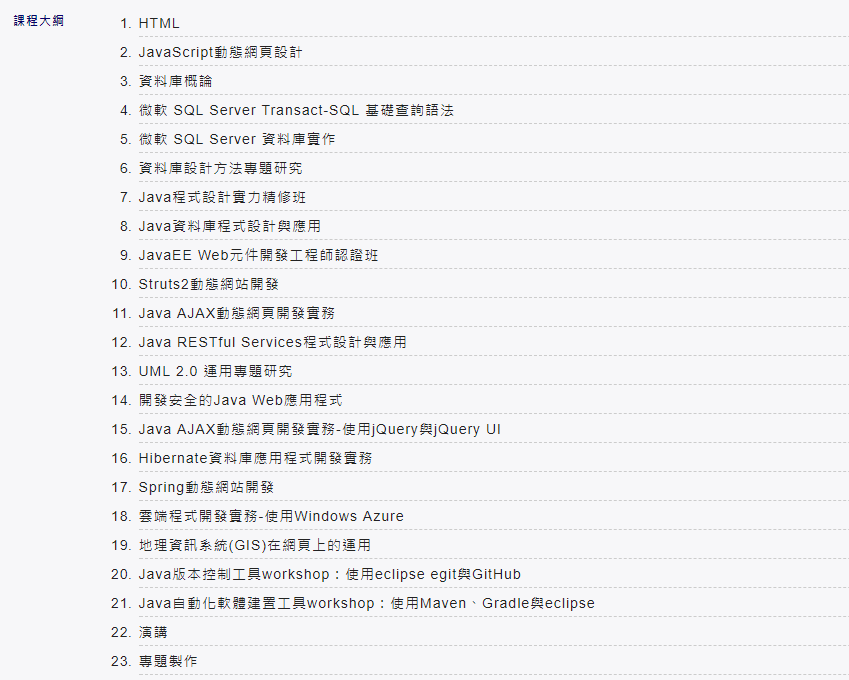 課程大綱
1. HTML
2. JavaScript動態網頁設計
3. 資料庫概論
4. 微軟 SQL Server Transact-SQL 基礎查詢語法
5. 微軟 SQL Server 資料庫實作
6. 資料庫設計方法專題研究
7. Java程式設計實力精修班
8. Java資料庫程式設計與應用
9. JavaEE Web元件開發工程師認證班
10. Struts2動態網站開發
11. Java AJAX動態網頁開發實務
12. Java RESTful Services程式設計與應用
13. UML 2.0 運用專題研究
14. 開發安全的Java Web應用程式
15. Java AJAX動態網頁開發實務-使用jQuery與jQuery UI
16. Hibernate資料庫應用程式開發實務
17. Spring動態網站開發
18. 雲端程式開發實務-使用Windows Azure
19. 地理資訊系統(GIS)在網頁上的運用
20. Java版本控制工具workshop：使用eclipse egit與GitHub
21. Java自動化軟體建置工具workshop：使用Maven、Gradle與eclipse
22. 演講
23. 專題製作